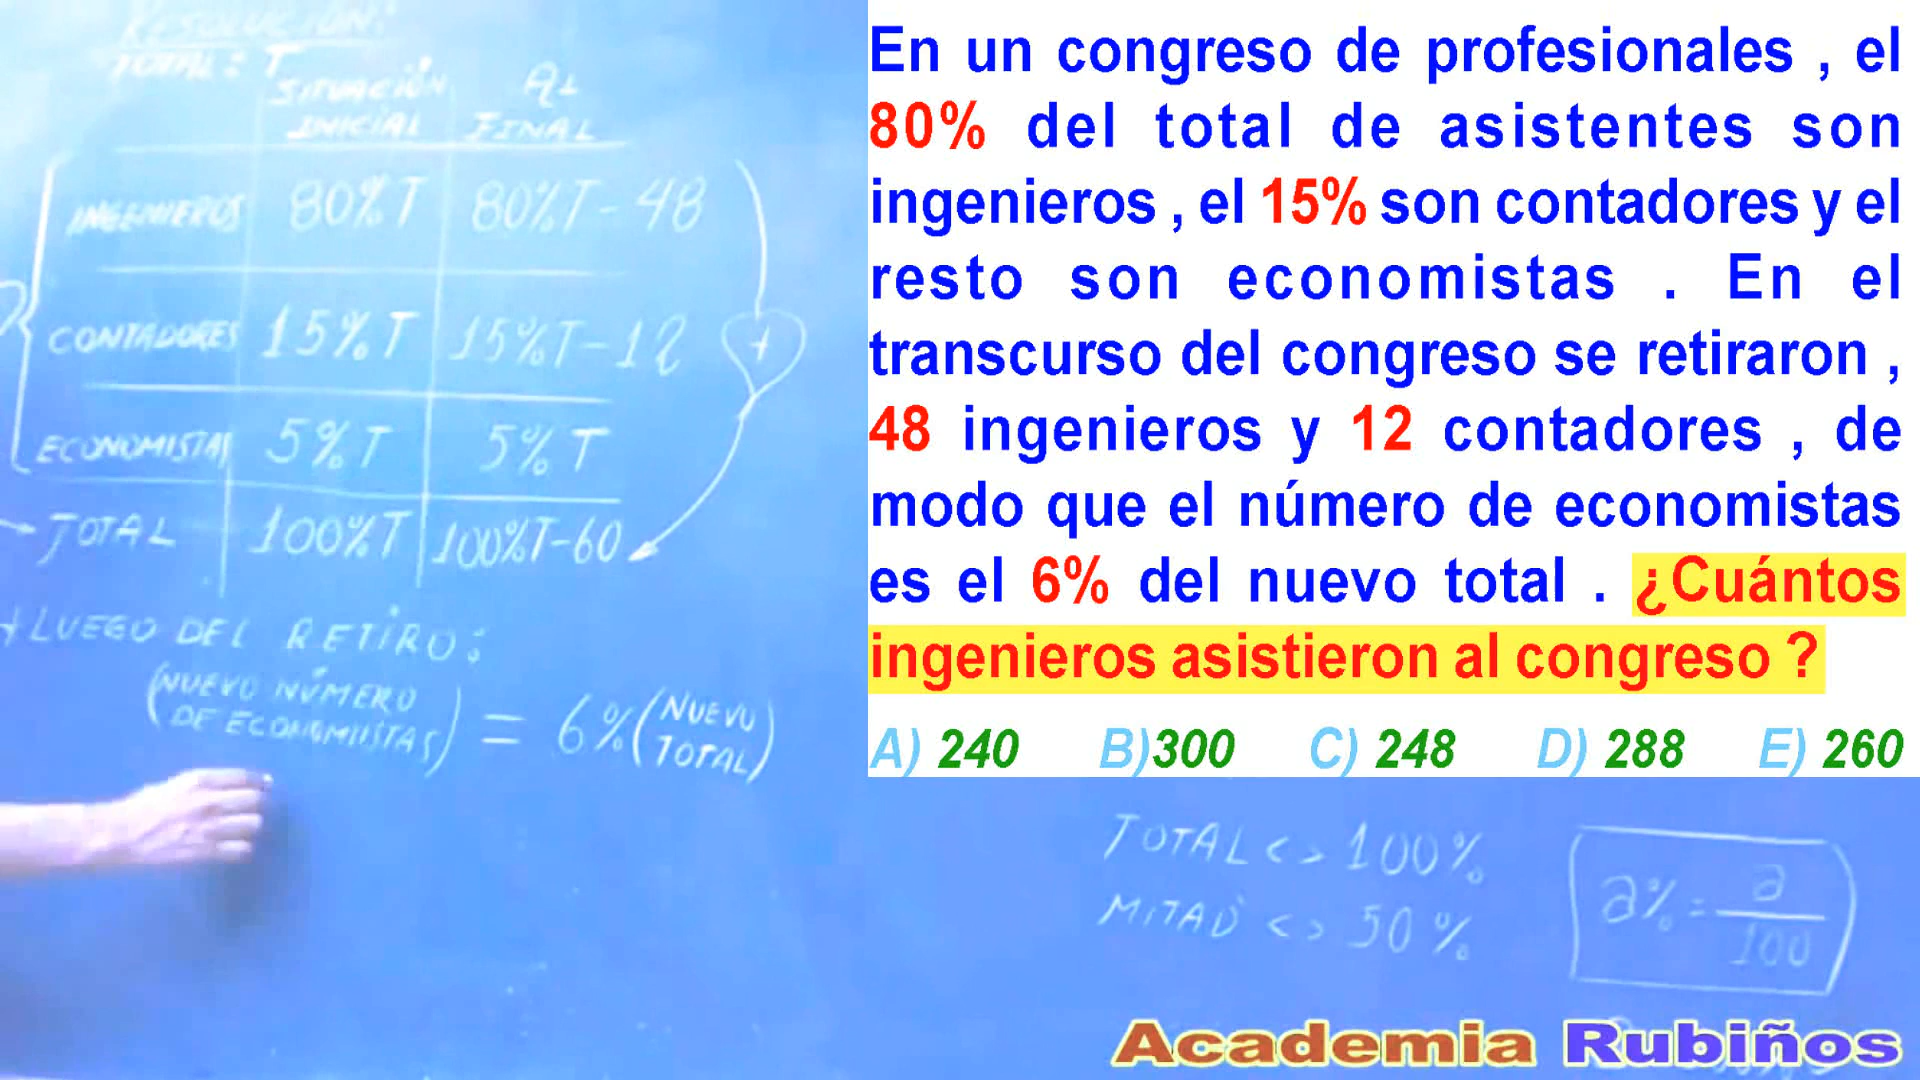 RESOLUCIÓN:
TOTAL: T
SITUACIÓN INICIAL
AL FINAL
INGENIEROS 80%T 80%T-48
CONTADORES 15%T 15%T-12
ECONOMISTAS 5%T 5%T
TOTAL 100%T 100%T-60
+
LUEGO DEL RETIRO:
(NUEVO NÚMERO DE ECONOMIISTAS) = 6% (NUEVO TOTAL)
En un congreso de profesionales , el
80% del total de asistentes son
ingenieros , el 15% son contadores y el
resto son economistas . En el
transcurso del congreso se retiraron ,
48 ingenieros y 12 contadores , de
modo que el número de economistas
es el 6% del nuevo total . ¿Cuántos
ingenieros asistieron al congreso ?
A) 240 B)300 C) 248 D) 288 E) 260
TOTAL <> 100%
MITAD <> 50%
a% = a/100
Academia Rubiños